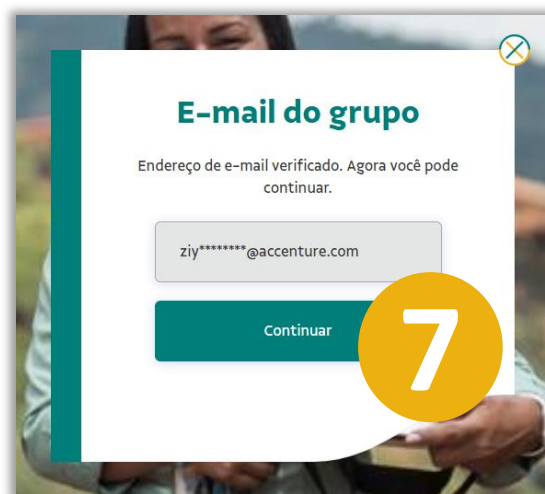 E-mail do grupo
Endereço de e-mail verificado. Agora você pode
continuar.
ziy********@accenture.com
Continuar
7